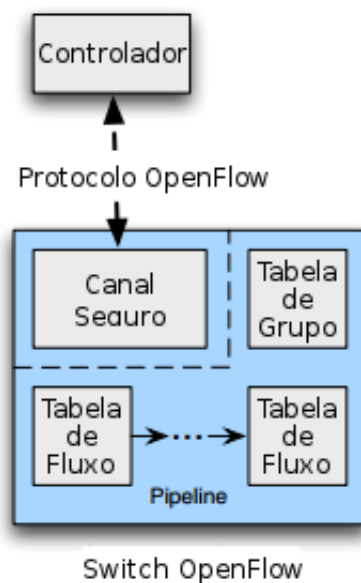 Controlador
Protocolo OpenFlow
Canal
Seguro
Tabela
de
Grupo
Tabela
de
Fluxo
...
Tabela
de
Fluxo
Pipeline
Switch OpenFlow